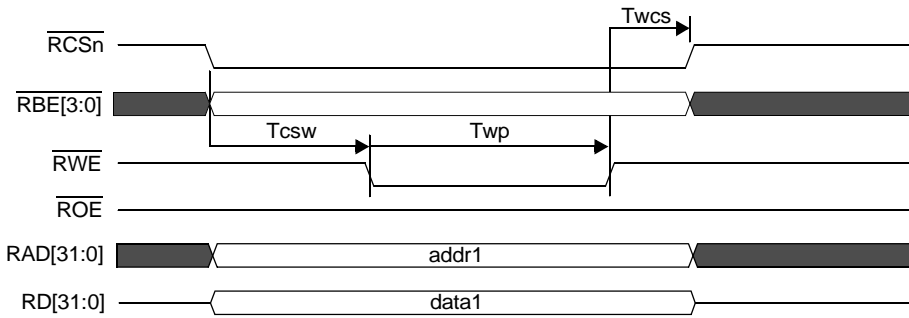 Twcs
RCSn
RBE[3:0]
Tcsw Twp
RWE
ROE
RAD[31:0] addr1
RD[31:0] data1